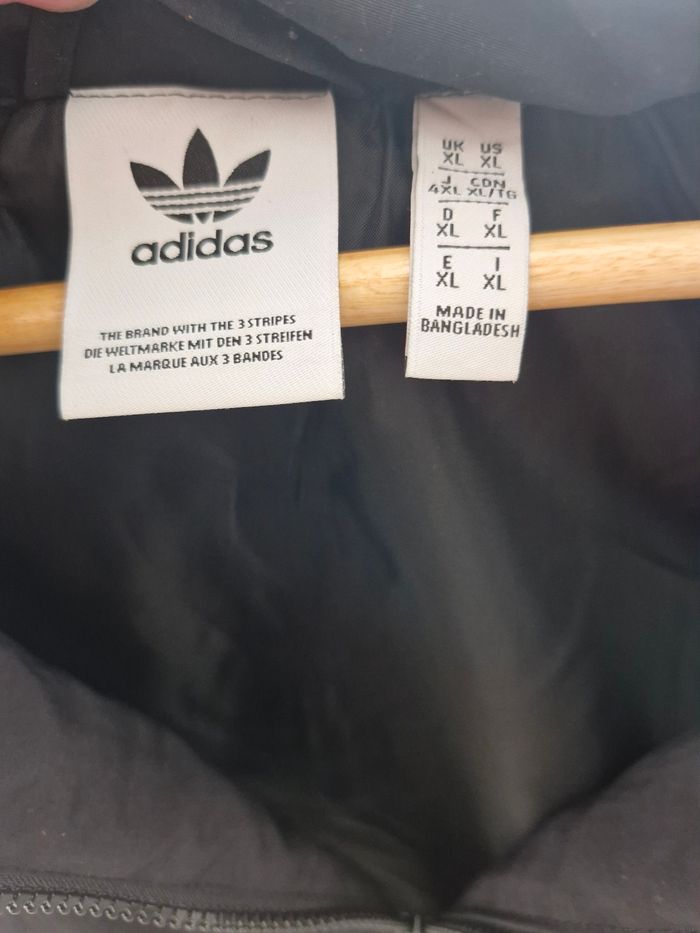 adidas
THE BRAND WITH THE 3 STRIPES
DIE WELTMARKE MIT DEN 3 STREIFEN
LA MARQUE AUX 3 BANDES
UK US
XL XL
J CDN
4XL XL/TG
D F
XL XL
E I
XL XL
MADE IN
BANGLADESH